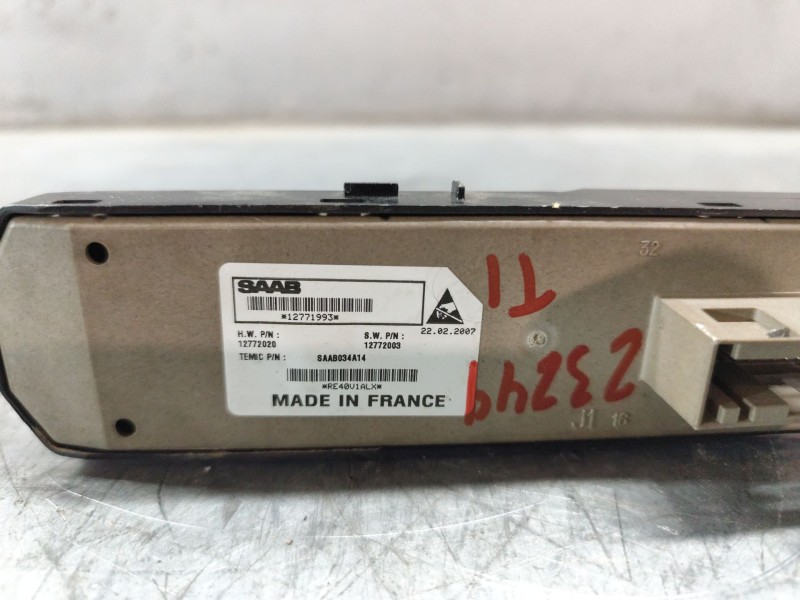 SAAB
*12771993*
22.02.2007
H.W. P/N: S.W. P/N :
12772020 12772003
TEMIC P/N : SAAB034A14
*RE40V1ALX*
MADE IN FRANCE
T1
23249
32
J1 16